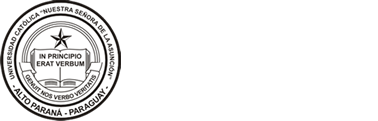 UNIVERSIDAD CATÓLICA "NUESTRA SEÑORA DE LA ASUNCIÓN"
IN PRINCIPIO
ERAT VERBUM
GENUIT NOS VERBO VERITATIS
- ALTO PARANÁ - PARAGUAY -